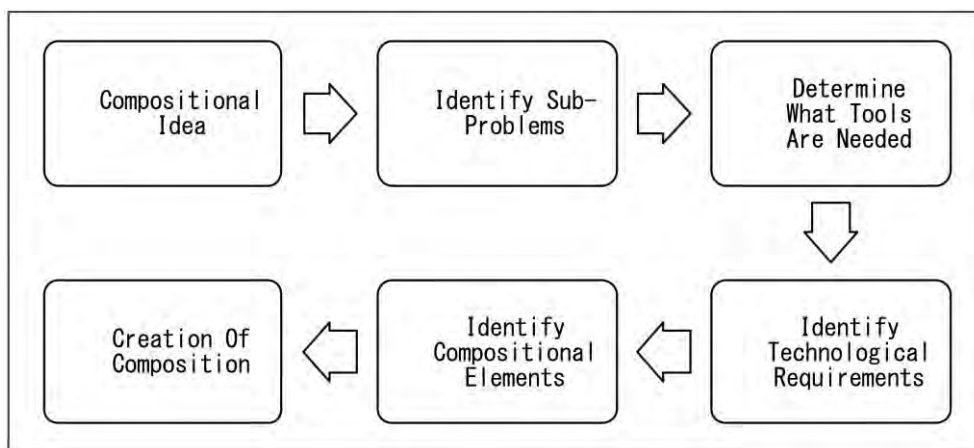 Compositional
Idea
Identify Sub-
Problems
Determine
What Tools
Are Needed
Identify
Technological
Requirements
Identify
Compositional
Elements
Creation Of
Composition